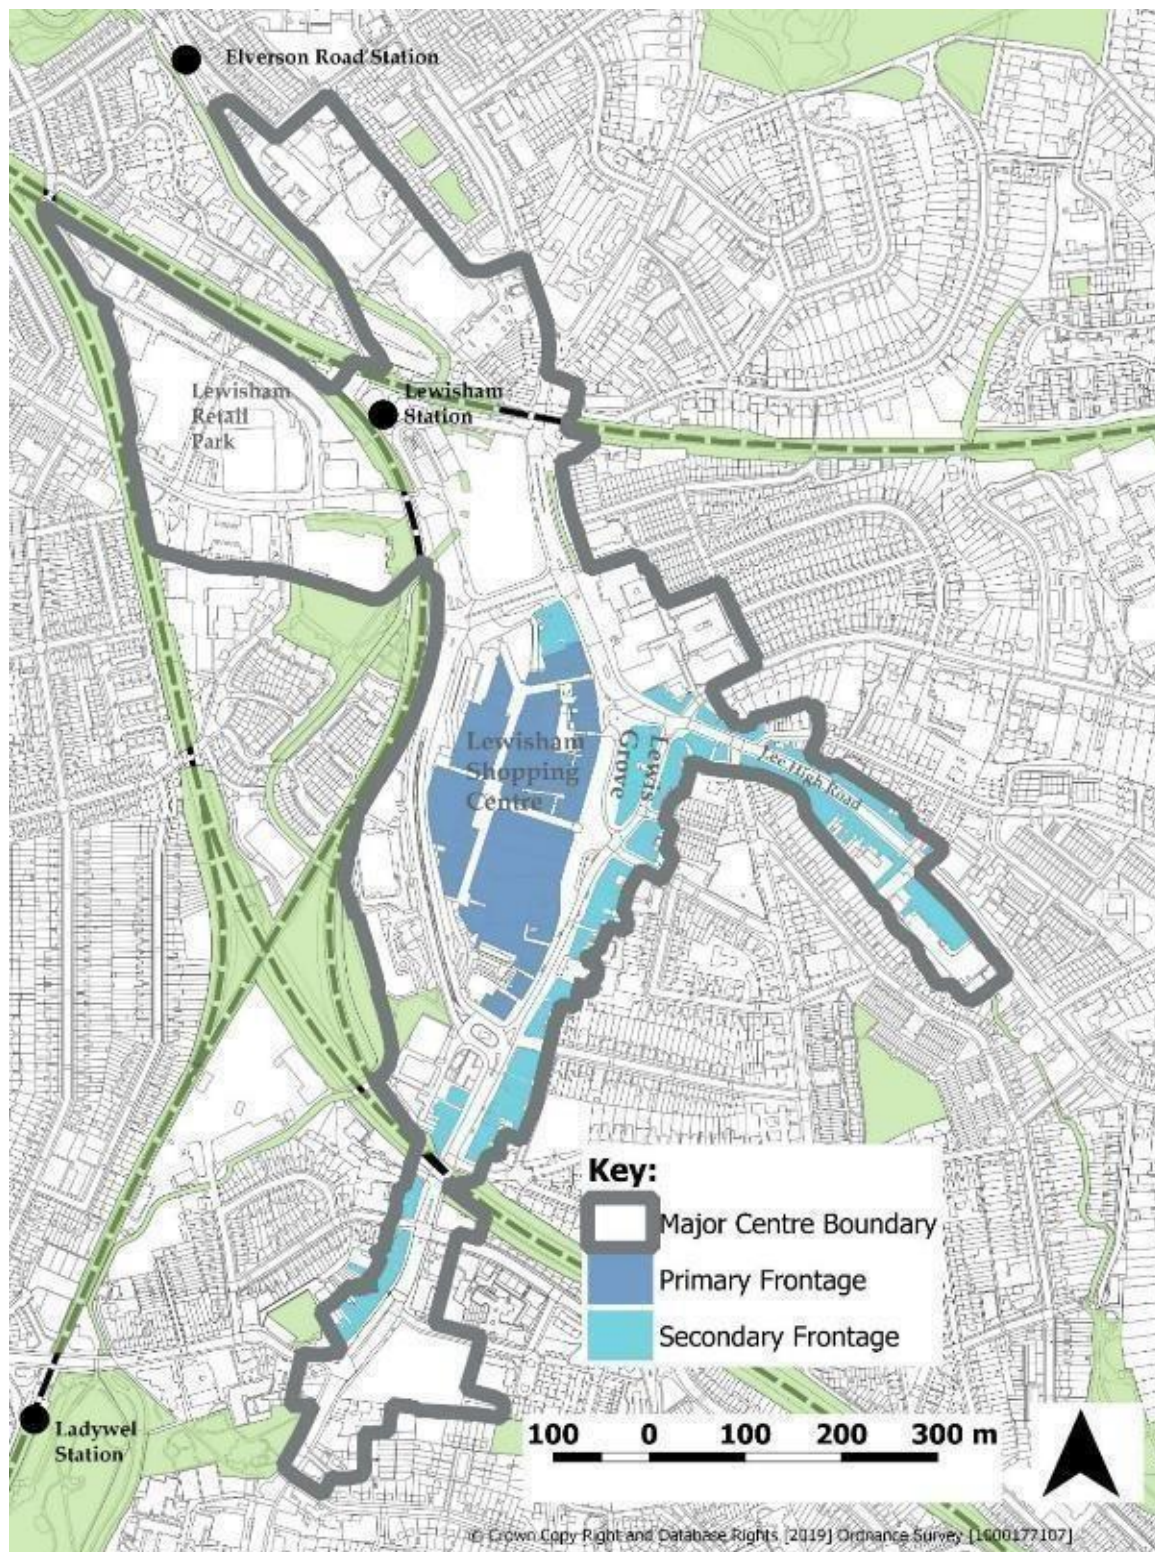 Elverson Road Station
Lewisham
Retail
Park
Lewisham
Station
Lewisham
Shopping
Centre
Lewis
Grove
Lee High Road
Key:
Major Centre Boundary
Primary Frontage
Secondary Frontage
Ladywel
Station
100 0 100 200 300 m
© Crown Copy Right and Database Rights [2019] Ordnance Survey [1000177107]